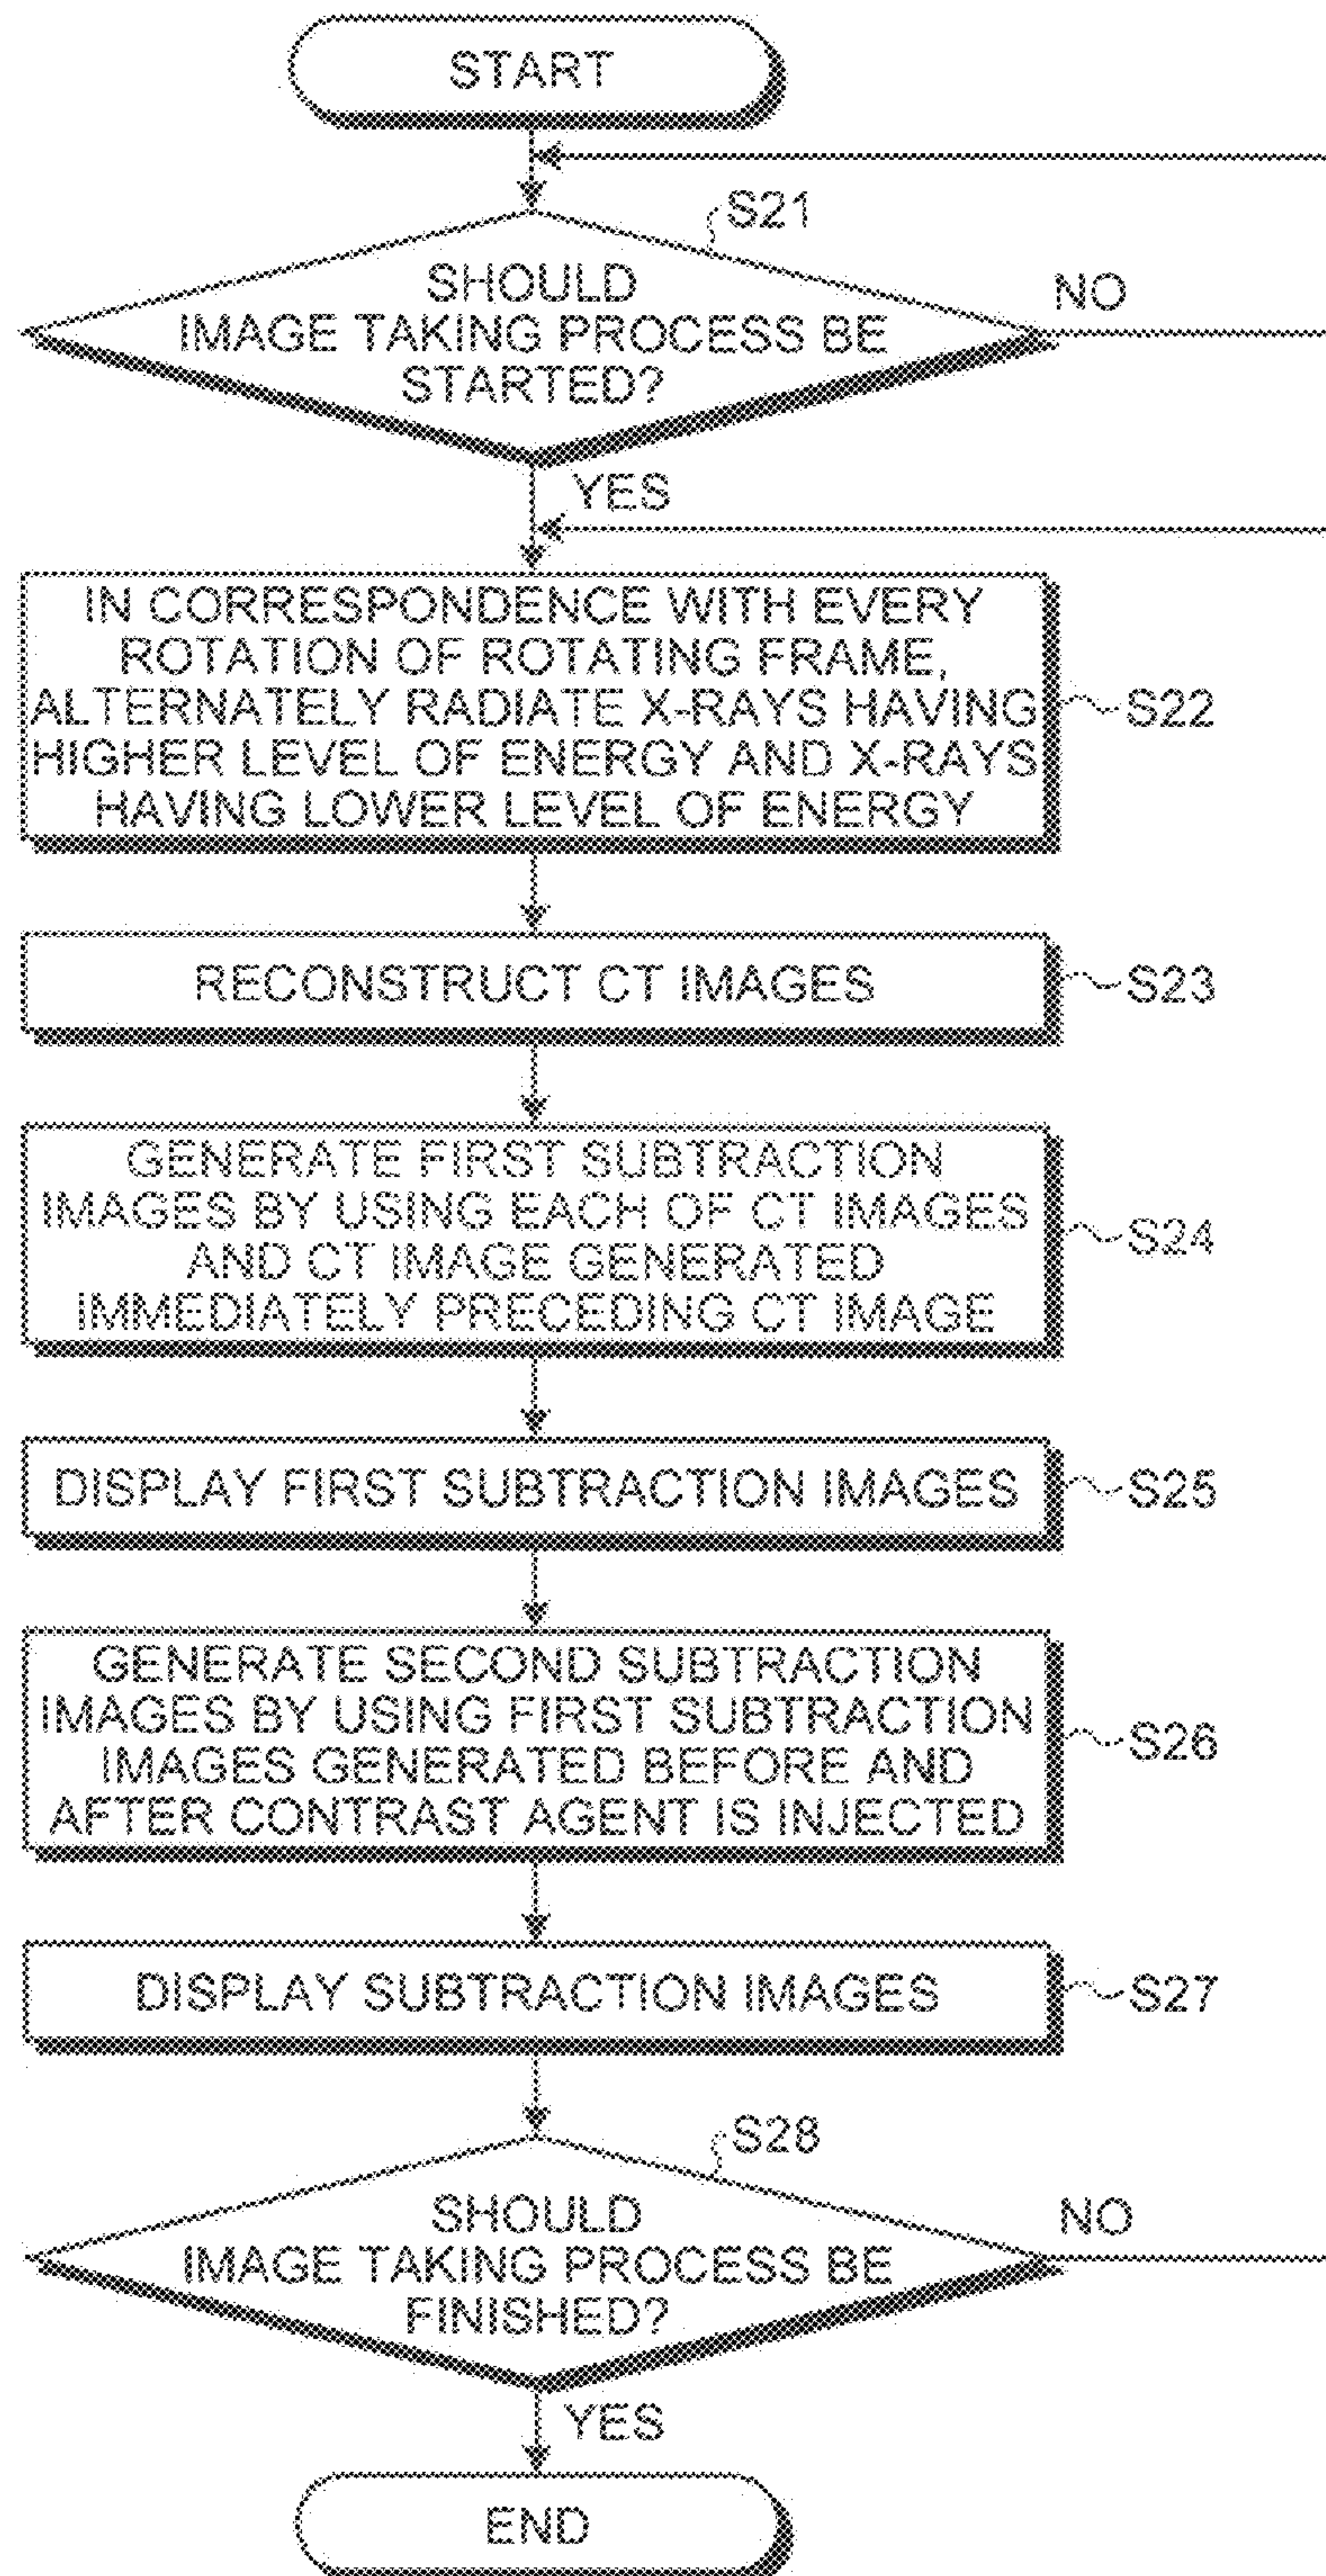 START
S21
SHOULD
IMAGE TAKING PROCESS BE
STARTED?
NO
YES
IN CORRESPONDENCE WITH EVERY
ROTATION OF ROTATING FRAME,
ALTERNATELY RADIATE X-RAYS HAVING
HIGHER LEVEL OF ENERGY AND X-RAYS
HAVING LOWER LEVEL OF ENERGY
S22
RECONSTRUCT CT IMAGES
S23
GENERATE FIRST SUBTRACTION
IMAGES BY USING EACH OF CT IMAGES
AND CT IMAGE GENERATED
IMMEDIATELY PRECEDING CT IMAGE
S24
DISPLAY FIRST SUBTRACTION IMAGES
S25
GENERATE SECOND SUBTRACTION
IMAGES BY USING FIRST SUBTRACTION
IMAGES GENERATED BEFORE AND
AFTER CONTRAST AGENT IS INJECTED
S26
DISPLAY SUBTRACTION IMAGES
S27
S28
SHOULD
IMAGE TAKING PROCESS BE
FINISHED?
NO
YES
END